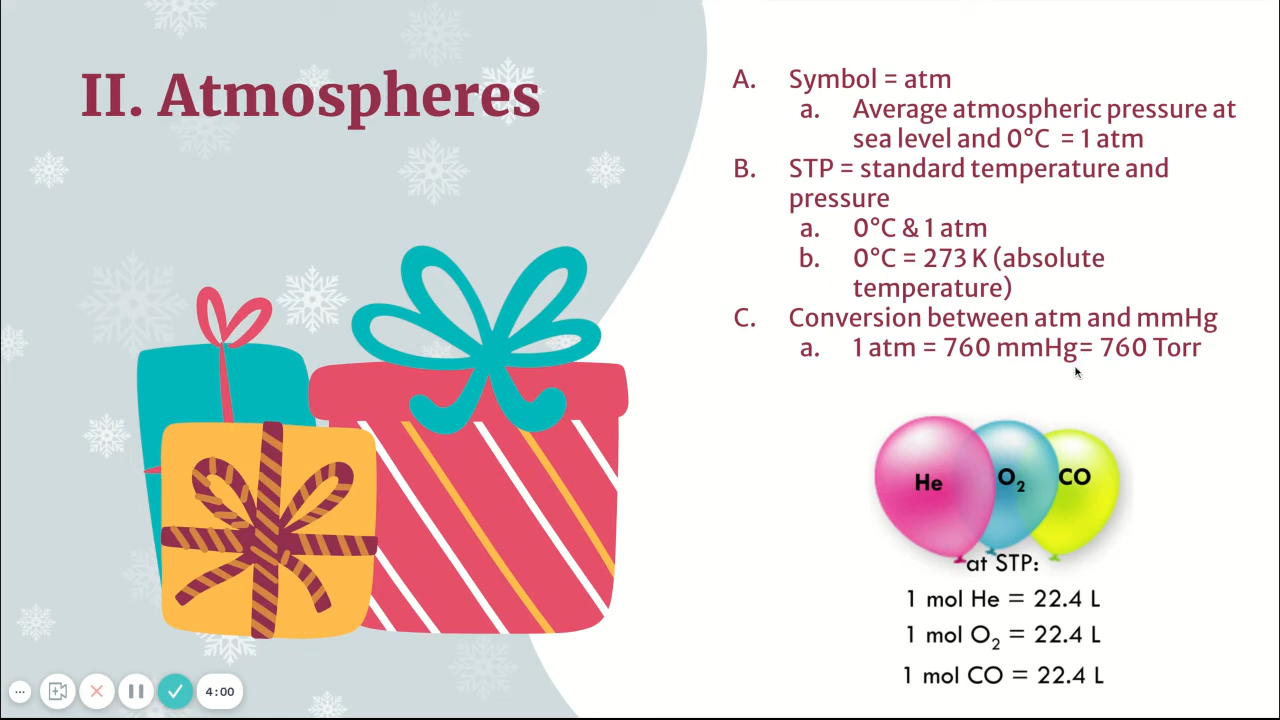 II. Atmospheres
A. Symbol = atm
a. Average atmospheric pressure at
sea level and 0°C = 1 atm
B. STP = standard temperature and
pressure
a. 0°C & 1 atm
b. 0°C = 273 K (absolute
temperature)
C. Conversion between atm and mmHg
a. 1 atm = 760 mmHg= 760 Torr
He O₂ CO
at STP:
1 mol He = 22.4 L
1 mol O₂ = 22.4 L
1 mol CO = 22.4 L
4:00